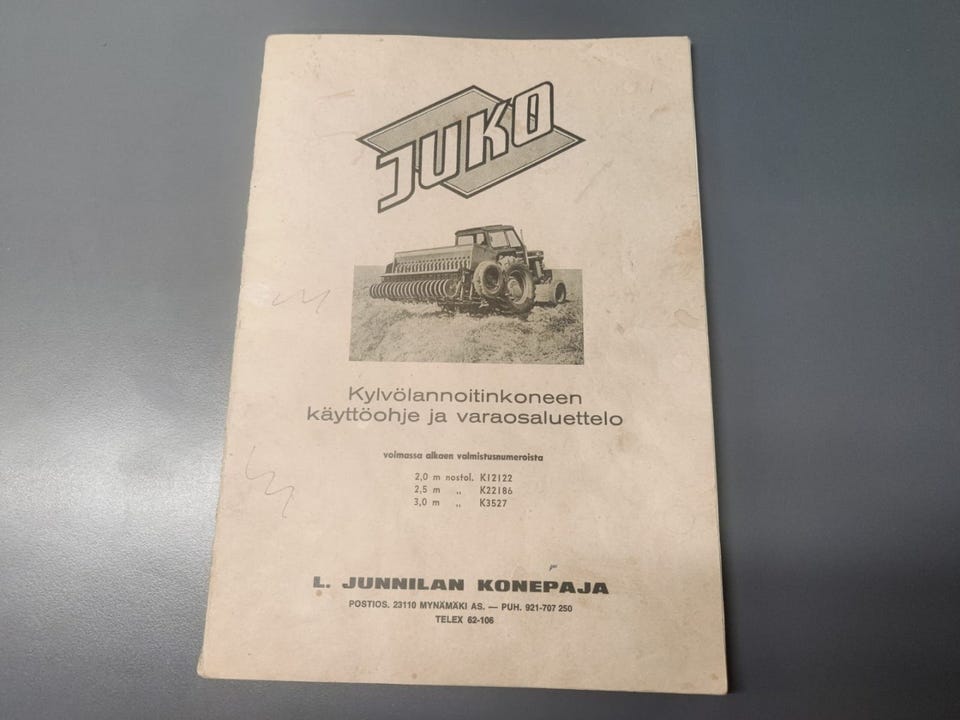 JUKO
Kylvölannoitinkoneen
käyttöohje ja varaosaluettelo
voimassa alkaen valmistusnumeroista
2,0 m nostol. K12122
2,5 m „ K22186
3,0 m „ K3527
L. JUNNILAN KONEPAJA
POSTIOS. 23110 MYNÄMÄKI AS. — PUH. 921-707 250
TELEX 62-106